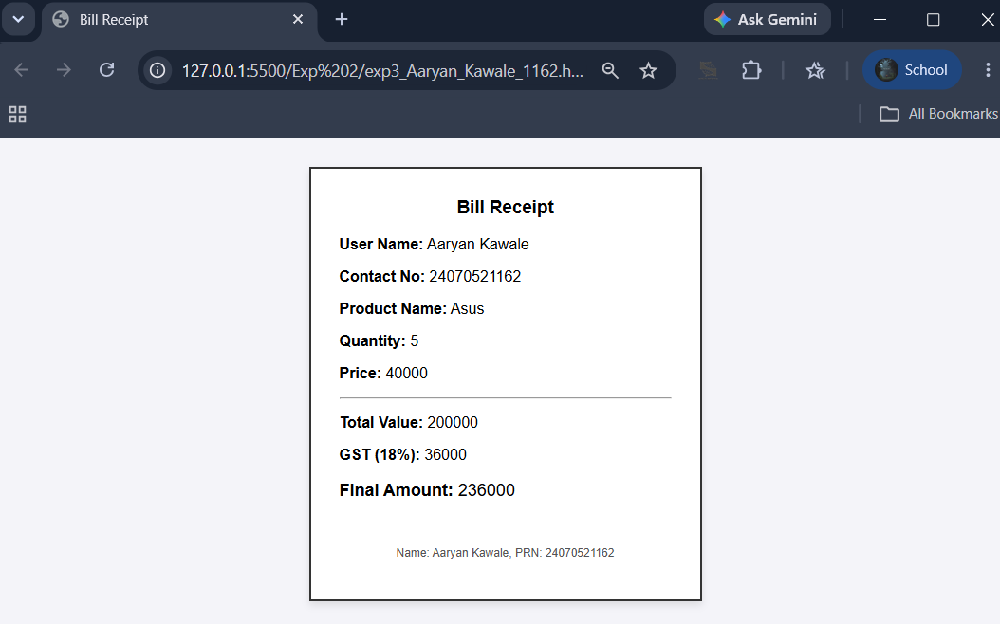 Bill Receipt
Ask Gemini
127.0.0.1:5500/Exp%202/exp3_Aaryan_Kawale_1162.h...
School
All Bookmarks
Bill Receipt
User Name: Aaryan Kawale
Contact No: 24070521162
Product Name: Asus
Quantity: 5
Price: 40000
Total Value: 200000
GST (18%): 36000
Final Amount: 236000
Name: Aaryan Kawale, PRN: 24070521162